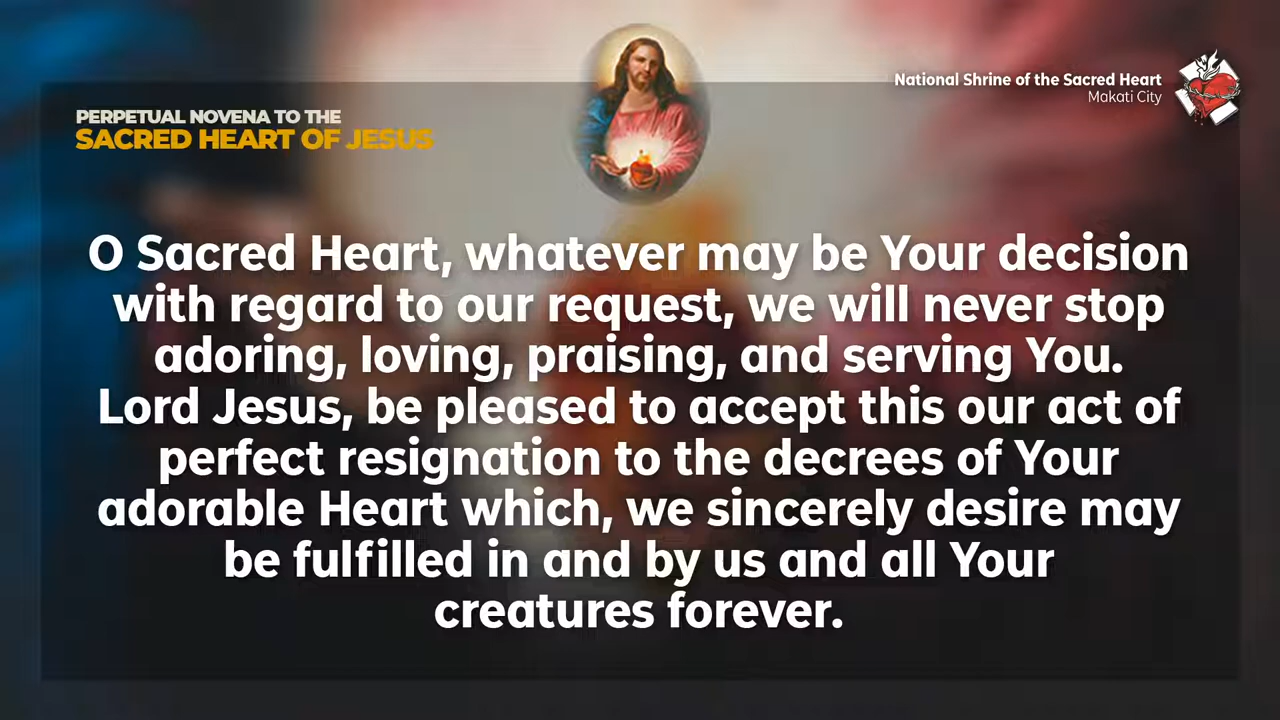 PERPETUAL NOVENA TO THE
SACRED HEART OF JESUS
National Shrine of the Sacred Heart
Makati City
O Sacred Heart, whatever may be Your decision
with regard to our request, we will never stop
adoring, loving, praising, and serving You.
Lord Jesus, be pleased to accept this our act of
perfect resignation to the decrees of Your
adorable Heart which, we sincerely desire may
be fulfilled in and by us and all Your
creatures forever.